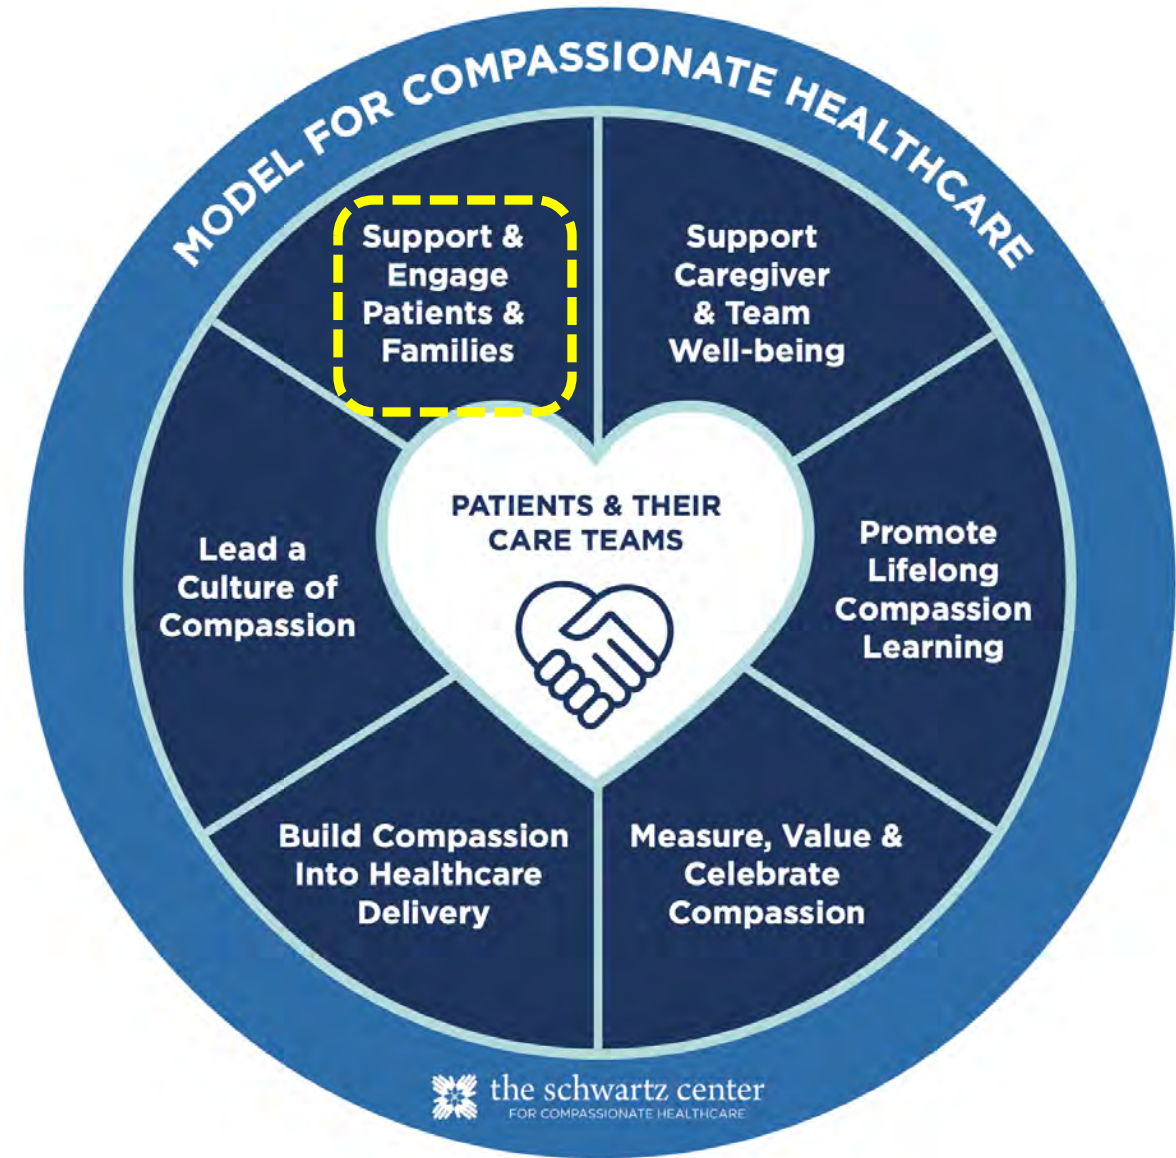 MODEL FOR COMPASSIONATE HEALTHCARE
Support &
Engage
Patients &
Families
Support
Caregiver
& Team
Well-being
Lead a
Culture of
Compassion
PATIENTS & THEIR
CARE TEAMS
Promote
Lifelong
Compassion
Learning
Build Compassion
Into Healthcare
Delivery
Measure, Value &
Celebrate
Compassion
the schwartz center
FOR COMPASSIONATE HEALTHCARE